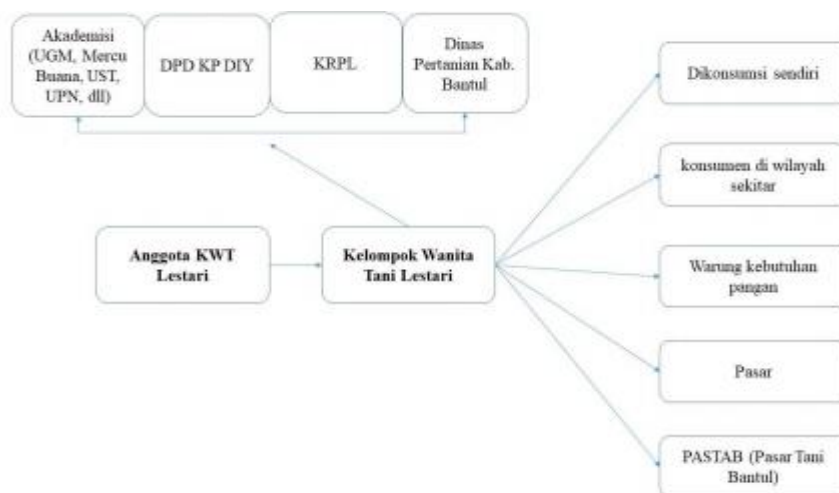 Akademisi
(UGM, Mercu
Buana, UST,
UPN, dll)
DPD KP DIY
KRPL
Dinas
Pertanian Kab.
Bantul
Dikonsumsi sendiri
konsumen di wilayah
sekitar
Anggota KWT
Lestari
Kelompok Wanita
Tani Lestari
Warung kebutuhan
pangan
Pasar
PASTAB (Pasar Tani
Bantul)